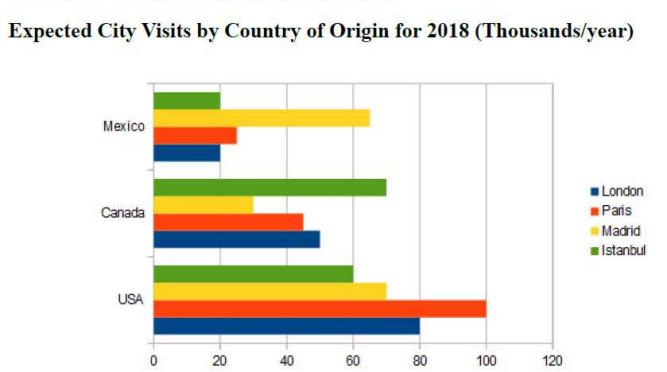 Expected City Visits by Country of Origin for 2018 (Thousands/year)
Mexico
Canada
USA
London
Paris
Madrid
Istanbul
0 20 40 60 80 100 120